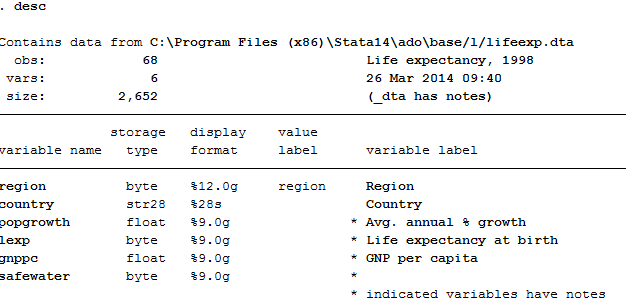 . desc
Contains data from C:\Program Files (x86)\Stata14\ado\base/l/lifeexp.dta
obs: 68 Life expectancy, 1998
vars: 6 26 Mar 2014 09:40
size: 2,652 (_dta has notes)
storage display value
variable name type format label variable label
region byte %12.0g region Region
country str28 %28s Country
popgrowth float %9.0g * Avg. annual % growth
lexp byte %9.0g * Life expectancy at birth
gnppc float %9.0g * GNP per capita
safewater byte %9.0g *
* indicated variables have notes